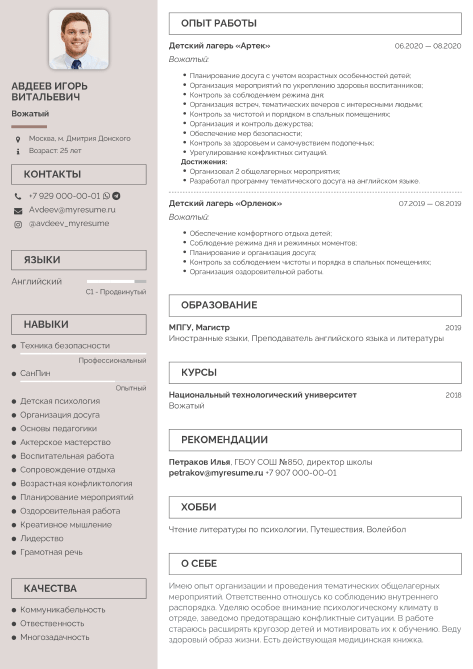 АВДЕЕВ ИГОРЬ
ВИТАЛЬЕВИЧ
Вожатый
Москва, м. Дмитрия Донского
Возраст: 25 лет
КОНТАКТЫ
+7 929 000-00-01
Avdeev@myresume.ru
@avdeev_myresume
ЯЗЫКИ
Английский
C1 - Продвинутый
НАВЫКИ
Техника безопасности
Профессиональный
СанПин
Опытный
Детская психология
Организация досуга
Основы педагогики
Актерское мастерство
Воспитательная работа
Сопровождение отдыха
Возрастная конфликтология
Планирование мероприятий
Оздоровительная работа
Креативное мышление
Лидерство
Грамотная речь
КАЧЕСТВА
Коммуникабельность
Отвественность
Многозадачность
ОПЫТ РАБОТЫ
Детский лагерь «Артек» 06.2020 — 08.2020
Вожатый:
Планирование досуга с учетом возрастных особенностей детей;
Организация мероприятий по укреплению здоровья воспитанников;
Контроль за соблюдением режима дня;
Организация встреч, тематических вечеров с интересными людьми;
Контроль за чистотой и порядком в спальных помещениях;
Организация и контроль дежурства;
Обеспечение мер безопасности;
Контроль за здоровьем и самочувствием подопечных;
Урегулирование конфликтных ситуаций.
Достижения:
Организовал 2 общелагерных мероприятия;
Разработал программу тематического досуга на английском языке.
Детский лагерь «Орленок» 07.2019 — 08.2019
Вожатый:
Обеспечение комфортного отдыха детей;
Соблюдение режима дня и режимных моментов;
Планирование и организация досуга;
Контроль за соблюдением чистоты и порядка в спальных помещениях;
Организация оздоровительной работы.
ОБРАЗОВАНИЕ
МПГУ, Магистр 2019
Иностранные языки, Преподаватель английского языка и литературы
КУРСЫ
Национальный технологический университет 2018
Вожатый
РЕКОМЕНДАЦИИ
Петраков Илья, ГБОУ СОШ №850, директор школы
petrakov@myresume.ru +7 907 000-00-01
ХОББИ
Чтение литературы по психологии, Путешествия, Волейбол
О СЕБЕ
Имею опыт организации и проведения тематических общелагерных
мероприятий. Ответственно отношусь ко соблюдению внутреннего
распорядка. Уделяю особое внимание психологическому климату в
отряде, заведомо предотвращаю конфликтные ситуации. В работе
стараюсь расширять кругозор детей и мотивировать их к обучению. Веду
здоровый образ жизни. Есть действующая медицинская книжка.